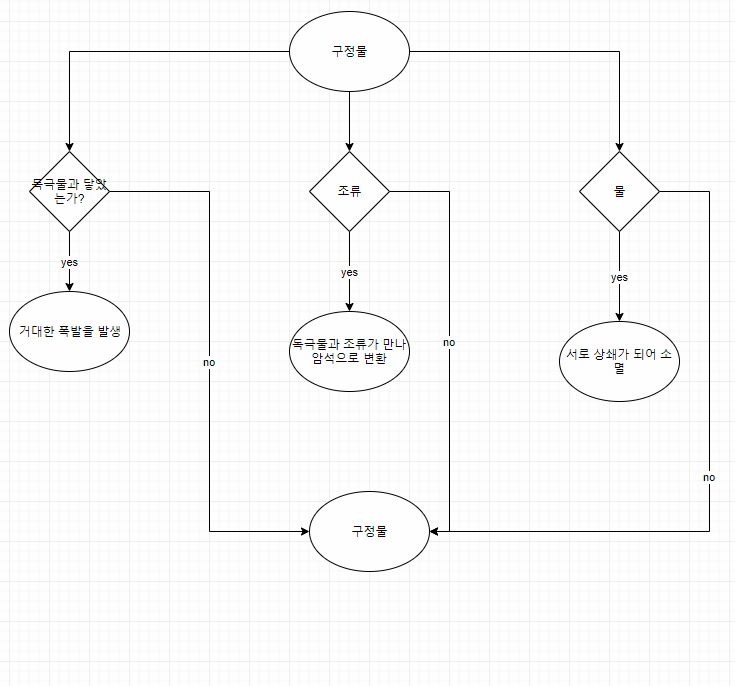 구정물
독극물과 닿았
는가?
조류
물
yes
yes
yes
거대한 폭발을 발생
독극물과 조류가 만나
암석으로 변환
서로 상쇄가 되어 소
멸
no
no
no
구정물